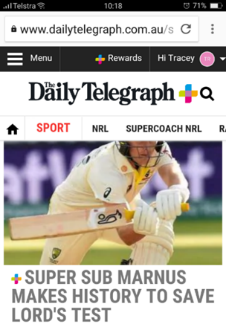 Telstra 10:18 71%
www.dailytelegraph.com.au/s
Menu Rewards Hi Tracey
The Daily Telegraph
SPORT NRL SUPERCOACH NRL R
SUPER SUB MARNUS
MAKES HISTORY TO SAVE
LORD'S TEST